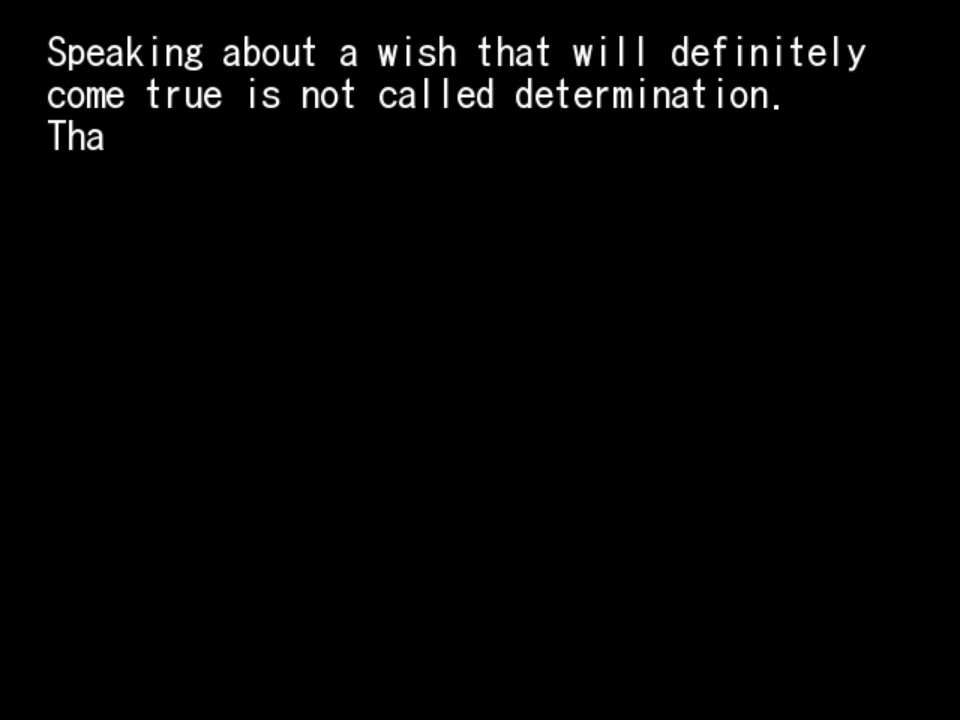 Speaking about a wish that will definitely
come true is not called determination.
Tha